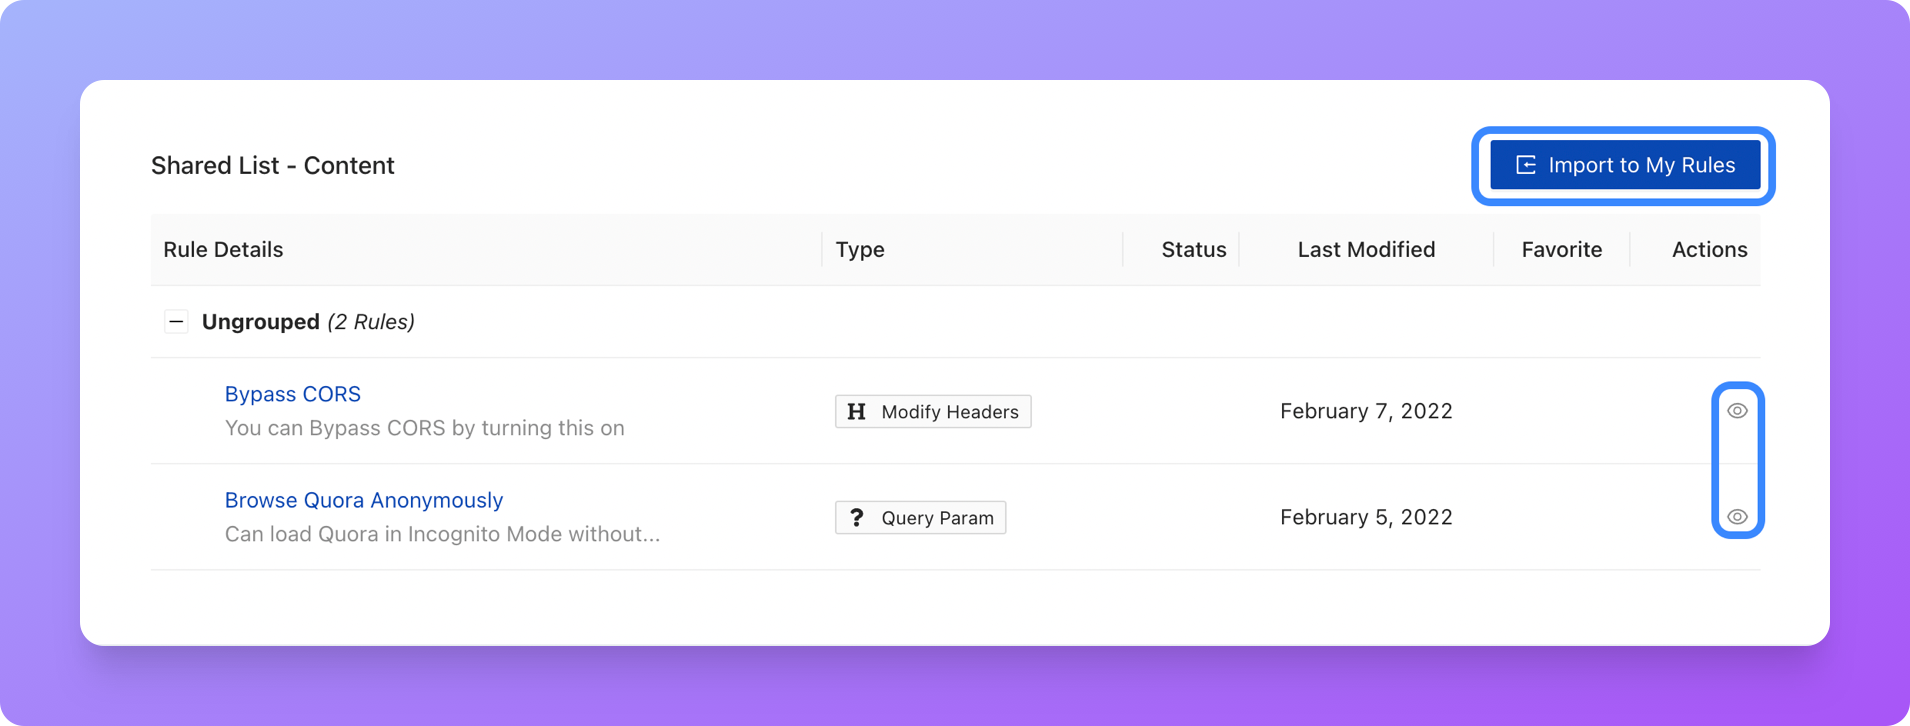 Shared List - Content
Import to My Rules
Rule Details Type Status Last Modified Favorite Actions
Ungrouped (2 Rules)
Bypass CORS
You can Bypass CORS by turning this on
H Modify Headers
February 7, 2022
Browse Quora Anonymously
Can load Quora in Incognito Mode without...
? Query Param
February 5, 2022